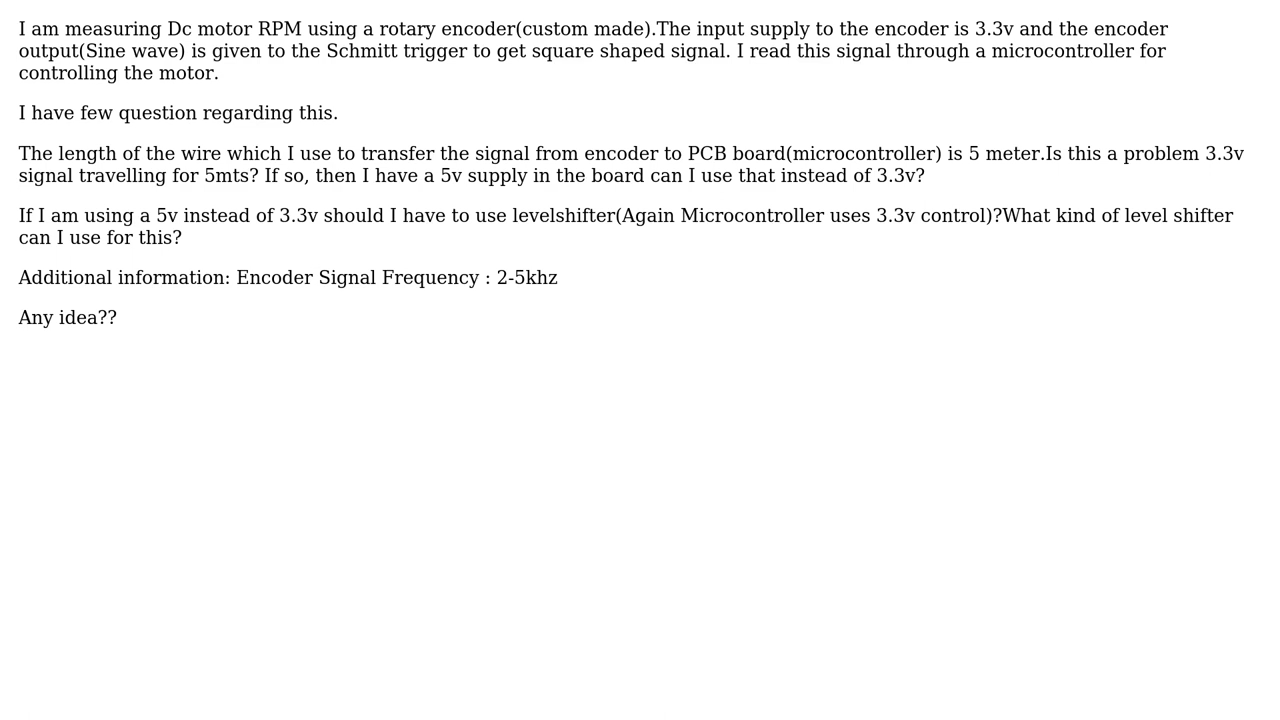 I am measuring Dc motor RPM using a rotary encoder(custom made).The input supply to the encoder is 3.3v and the encoder
output(Sine wave) is given to the Schmitt trigger to get square shaped signal. I read this signal through a microcontroller for
controlling the motor.
I have few question regarding this.
The length of the wire which I use to transfer the signal from encoder to PCB board(microcontroller) is 5 meter.Is this a problem 3.3v
signal travelling for 5mts? If so, then I have a 5v supply in the board can I use that instead of 3.3v?
If I am using a 5v instead of 3.3v should I have to use levelshifter(Again Microcontroller uses 3.3v control)?What kind of level shifter
can I use for this?
Additional information: Encoder Signal Frequency : 2-5khz
Any idea??